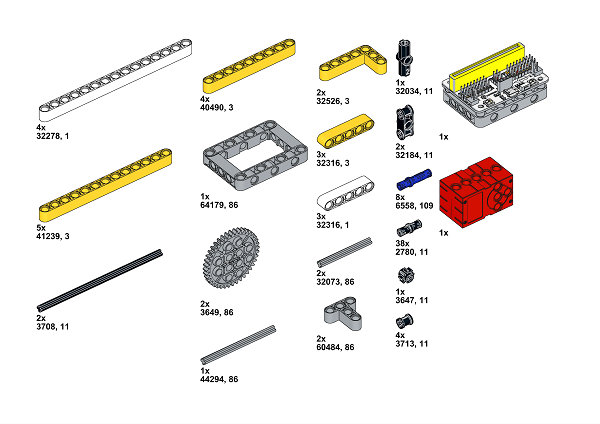 4x
32278, 1
5x
41239, 3
2x
3708, 11
4x
40490, 3
1x
64179, 86
2x
3649, 86
1x
44294, 86
2x
32526, 3
3x
32316, 3
3x
32316, 1
2x
32073, 86
2x
60484, 86
1x
32034, 11
2x
32184, 11
8x
6558, 109
38x
2780, 11
1x
3647, 11
4x
3713, 11
1x
1x